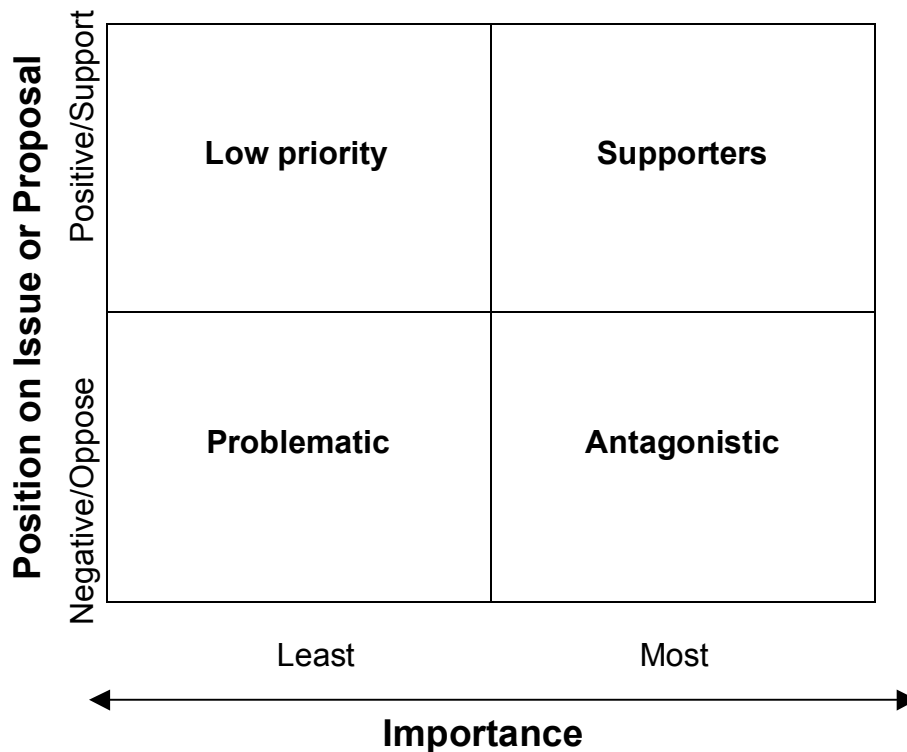 Position on Issue or Proposal
Positive/Support
Negative/Oppose
Low priority
Supporters
Problematic
Antagonistic
Least
Most
Importance